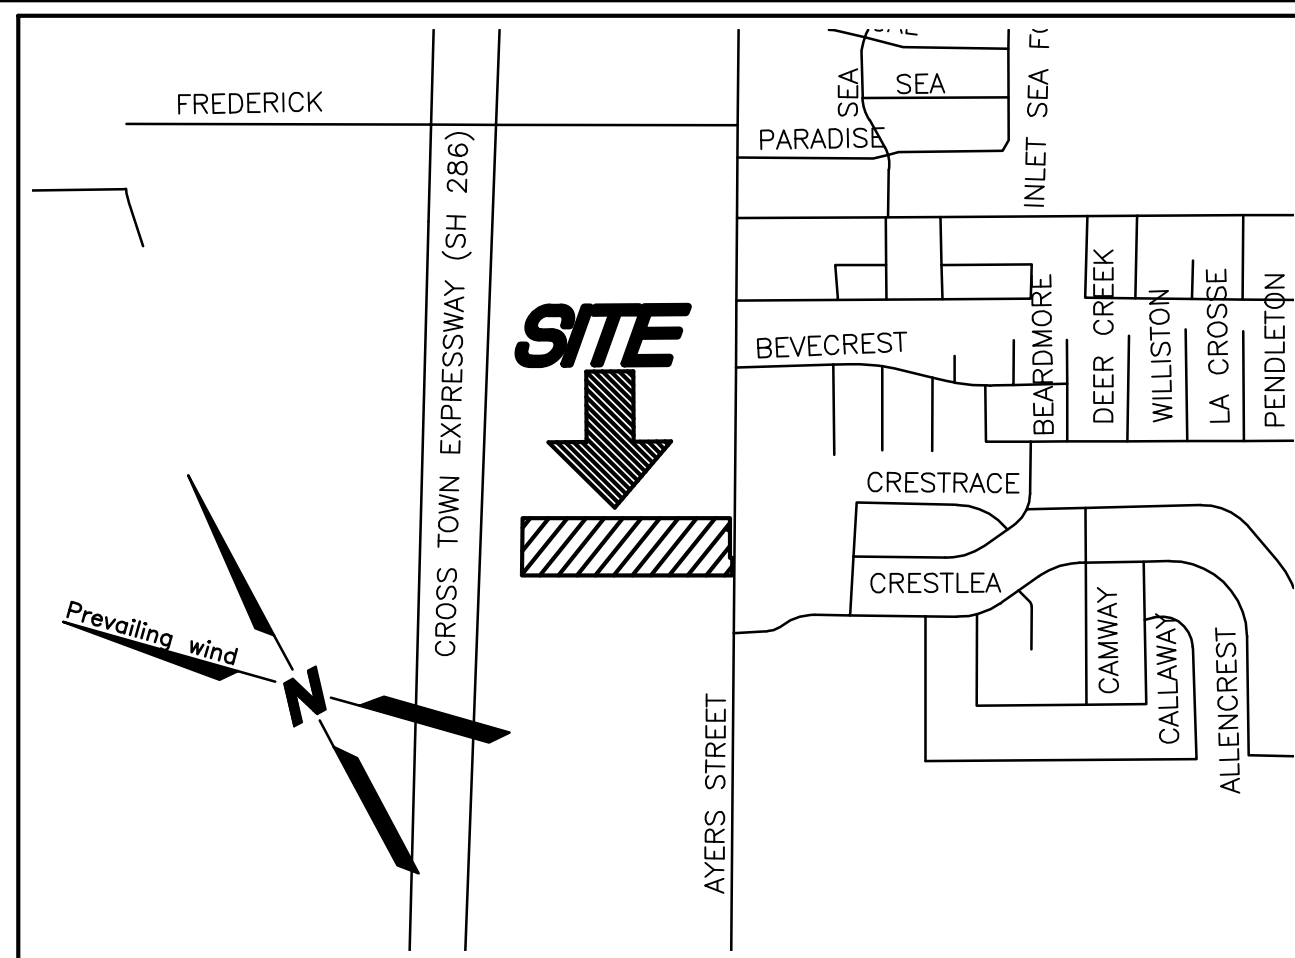 FREDERICK
SEA
SEA
INLET SEA
PARADISE
CROSS TOWN EXPRESSWAY (SH 286)
SITE
BEVECREST
BEARDMORE
DEER CREEK
WILLISTON
LA CROSSE
PENDLETON
CRESTRACE
CRESTLEA
CAMWAY
CALLAWAY
ALLENCREST
Prevailing wind
N
AYERS STREET